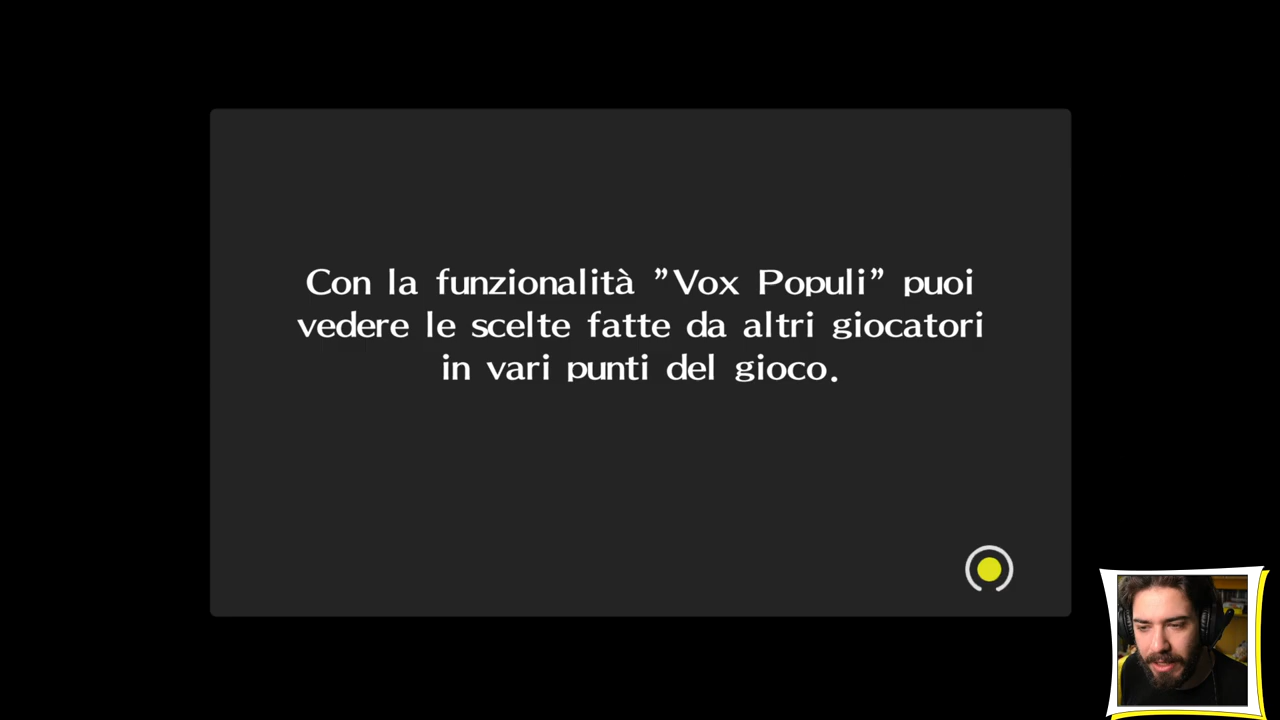 Con la funzionalità ”Vox Populi” puoi
vedere le scelte fatte da altri giocatori
in vari punti del gioco.